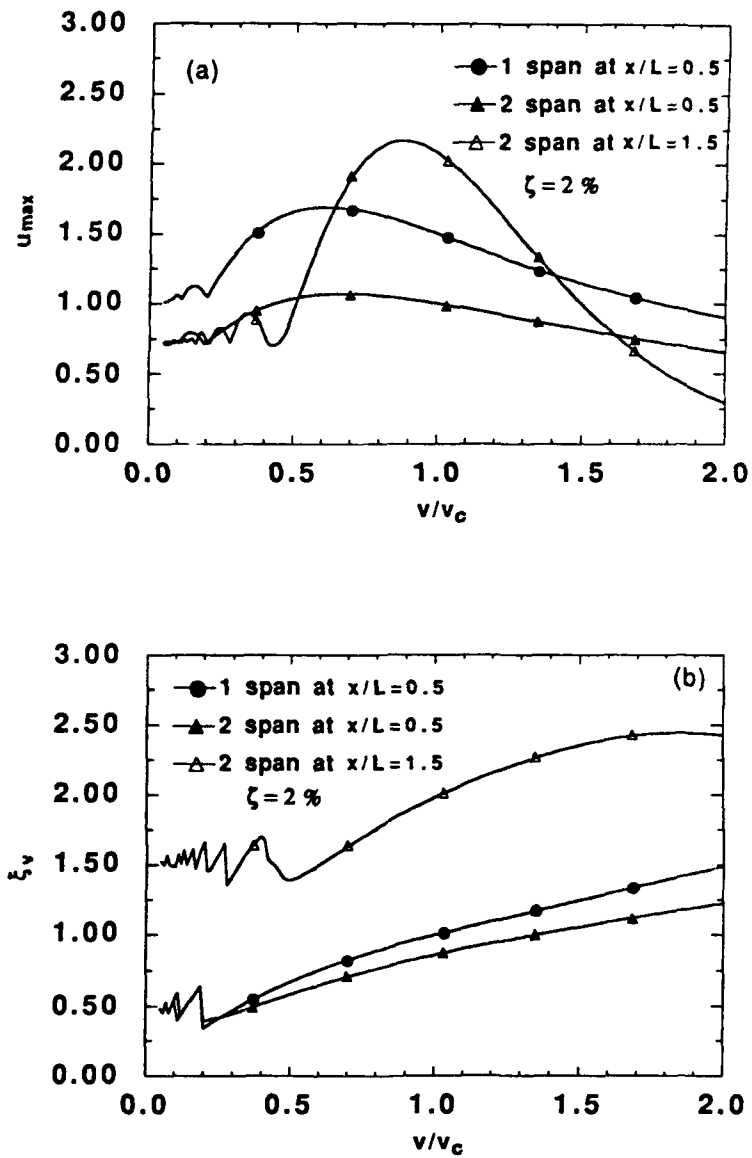 3.00
2.50
2.00
1.50
1.00
0.50
0.00
u max
(a)
1 span at x/L=0.5
2 span at x/L=0.5
2 span at x/L=1.5
ζ=2 %
0.0 0.5 1.0 1.5 2.0
v/vc
3.00
2.50
2.00
1.50
1.00
0.50
0.00
ξv
(b)
1 span at x/L=0.5
2 span at x/L=0.5
2 span at x/L=1.5
ζ=2 %
0.0 0.5 1.0 1.5 2.0
v/vc